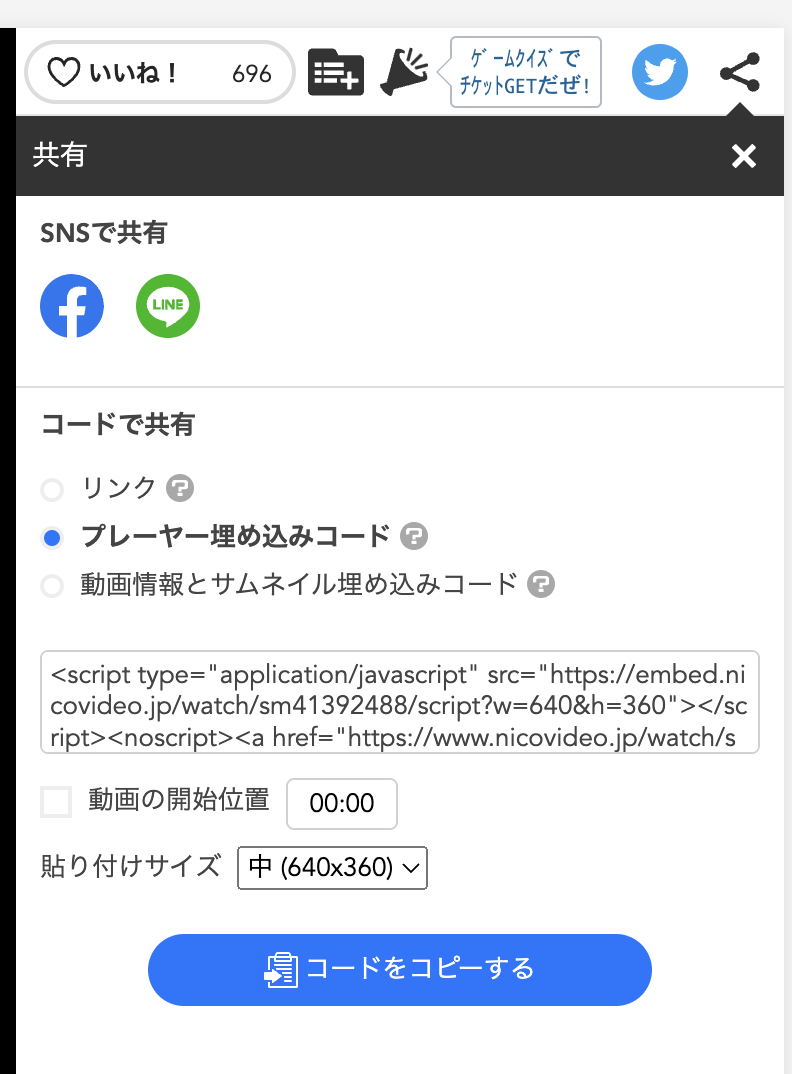 いいね！ 696
ｹﾞｰﾑｸｲｽﾞで
ﾁｹｯﾄGETだぜ!
共有
SNSで共有
LINE
コードで共有
リンク ?
プレーヤー埋め込みコード ?
動画情報とサムネイル埋め込みコード ?
<script type="application/javascript" src="https://embed.ni
covideo.jp/watch/sm41392488/script?w=640&h=360"></sc
ript><noscript><a href="https://www.nicovideo.jp/watch/s
動画の開始位置 00:00
貼り付けサイズ 中 (640x360)
コードをコピーする